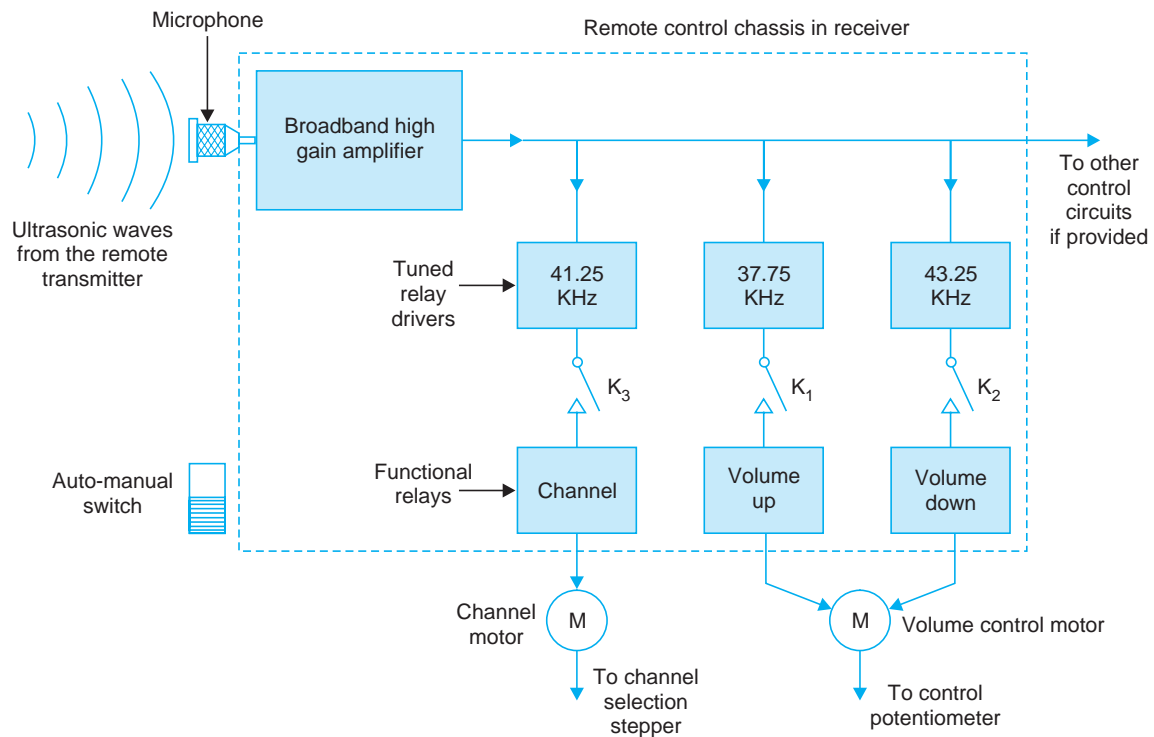 Microphone
Remote control chassis in receiver
Broadband high
gain amplifier
To other
control
circuits
if provided
Ultrasonic waves
from the remote
transmitter
Tuned
relay
drivers
41.25
KHz
37.75
KHz
43.25
KHz
K3
K1
K2
Auto-manual
switch
Functional
relays
Channel
Volume
up
Volume
down
Channel
motor
M
M
Volume control motor
To channel
selection
stepper
To control
potentiometer